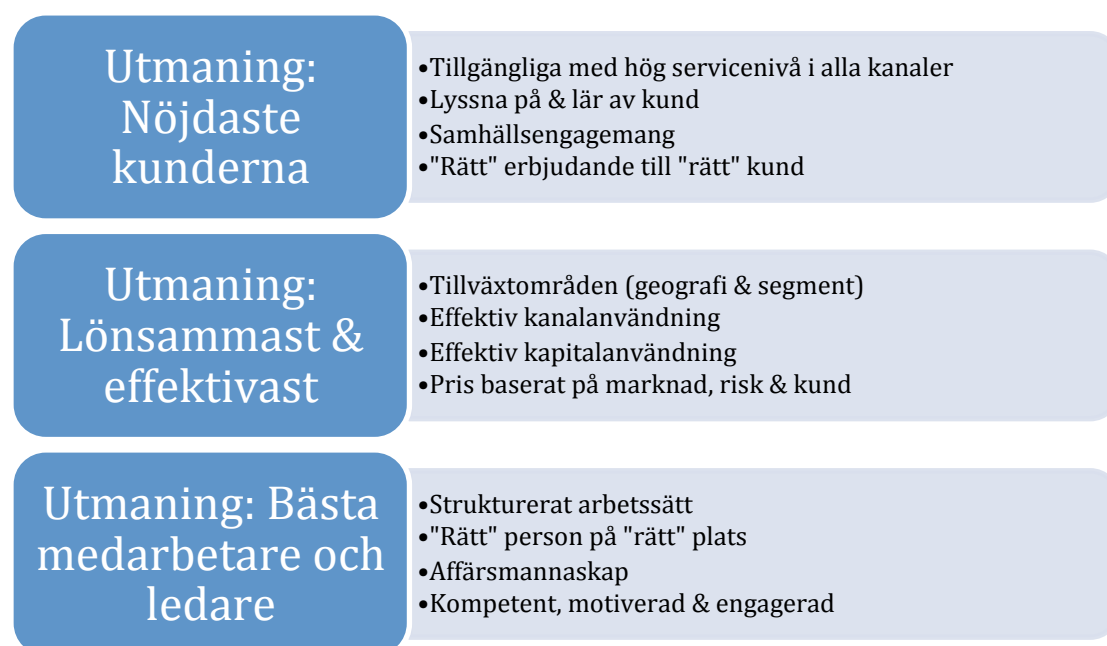 Utmaning:
Nöjdaste
kunderna
•Tillgängliga med hög servicenivå i alla kanaler
•Lyssna på & lär av kund
•Samhällsengagemang
•"Rätt" erbjudande till "rätt" kund
Utmaning:
Lönsammast &
effektivast
•Tillväxtområden (geografi & segment)
•Effektiv kanalanvändning
•Effektiv kapitalanvändning
•Pris baserat på marknad, risk & kund
Utmaning: Bästa
medarbetare och
ledare
•Strukturerat arbetssätt
•"Rätt" person på "rätt" plats
•Affärsmannaskap
•Kompetent, motiverad & engagerad